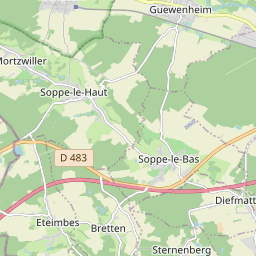 Guewenheim
Mortzwiller
Soppe-le-Haut
D 483
Soppe-le-Bas
Diefmatt
Eteimbes
Bretten
Sternenberg